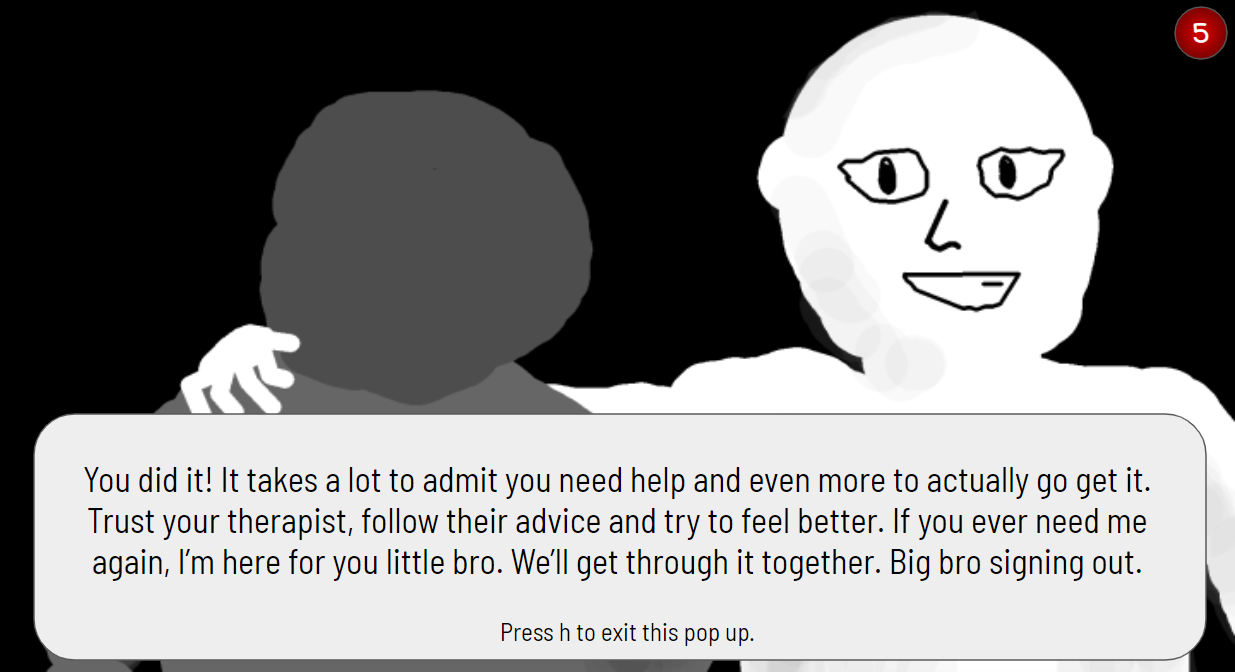 5
You did it! It takes a lot to admit you need help and even more to actually go get it.
Trust your therapist, follow their advice and try to feel better. If you ever need me
again, I’m here for you little bro. We’ll get through it together. Big bro signing out.
Press h to exit this pop up.